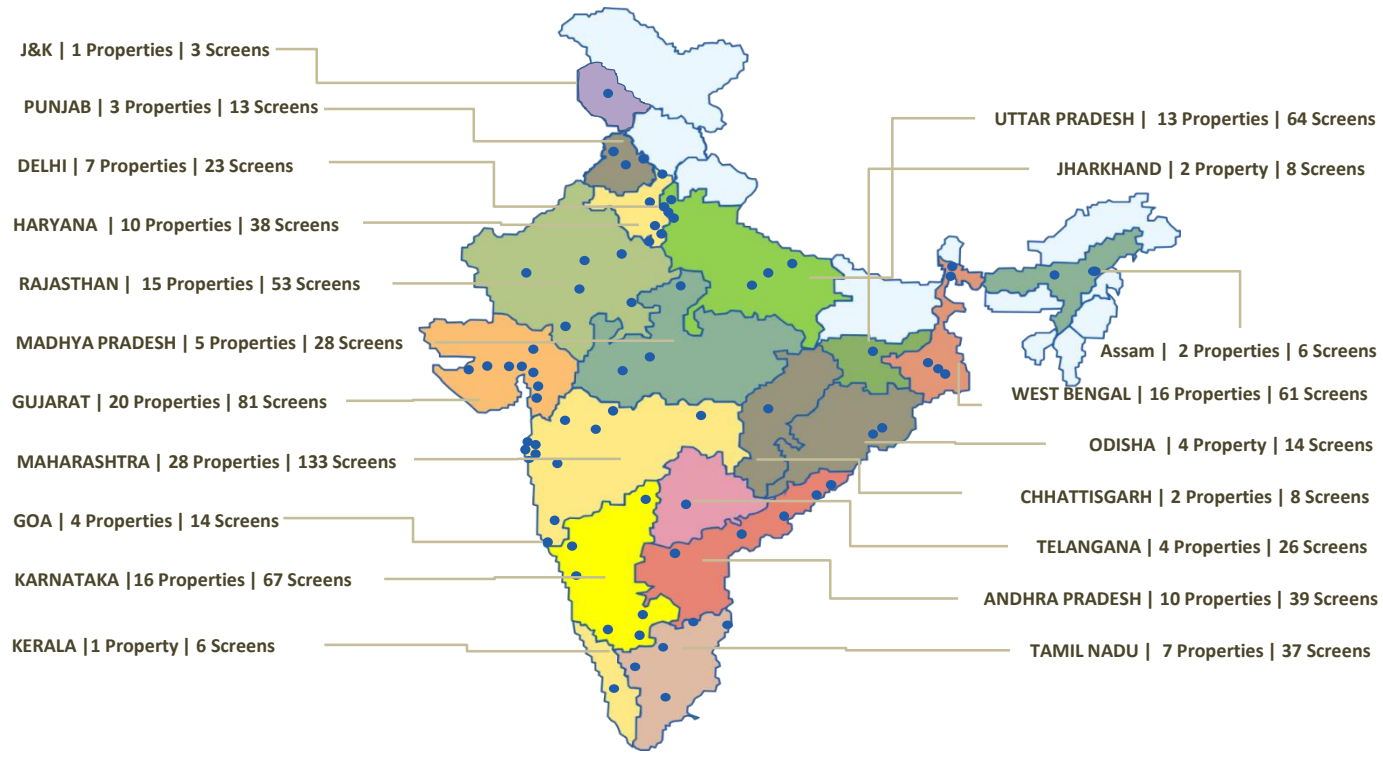 J&K | 1 Properties | 3 Screens
PUNJAB | 3 Properties | 13 Screens
DELHI | 7 Properties | 23 Screens
HARYANA | 10 Properties | 38 Screens
RAJASTHAN | 15 Properties | 53 Screens
MADHYA PRADESH | 5 Properties | 28 Screens
GUJARAT | 20 Properties | 81 Screens
MAHARASHTRA | 28 Properties | 133 Screens
GOA | 4 Properties | 14 Screens
KARNATAKA |16 Properties | 67 Screens
KERALA |1 Property | 6 Screens
UTTAR PRADESH | 13 Properties | 64 Screens
JHARKHAND | 2 Property | 8 Screens
Assam | 2 Properties | 6 Screens
WEST BENGAL | 16 Properties | 61 Screens
ODISHA | 4 Property | 14 Screens
CHHATTISGARH | 2 Properties | 8 Screens
TELANGANA | 4 Properties | 26 Screens
ANDHRA PRADESH | 10 Properties | 39 Screens
TAMIL NADU | 7 Properties | 37 Screens